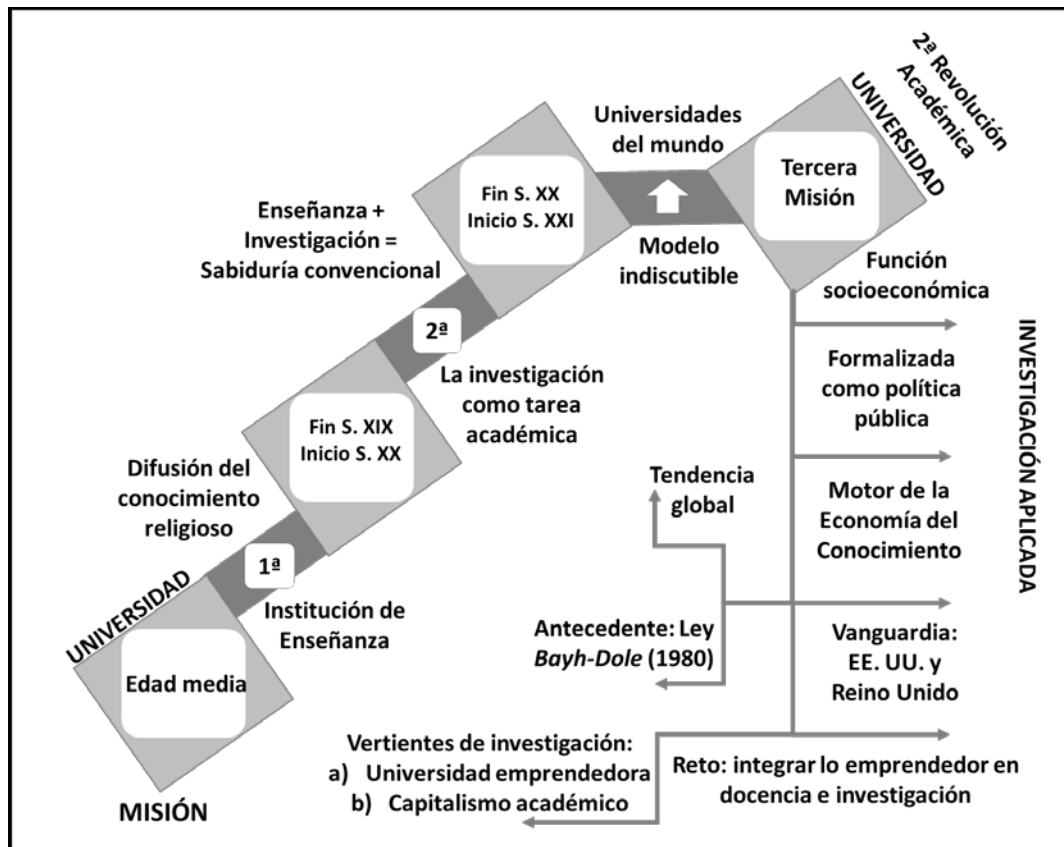 2ª Revolución
Académica
UNIVERSIDAD
Universidades
del mundo
Tercera
Misión
Fin S. XX
Inicio S. XXI
Enseñanza +
Investigación =
Sabiduría convencional
Modelo
indiscutible
Función
socioeconómica
2ª
La investigación
como tarea
académica
Formalizada
como política
pública
INVESTIGACIÓN APLICADA
Fin S. XIX
Inicio S. XX
Difusión del
conocimiento
religioso
Tendencia
global
Motor de la
Economía del
Conocimiento
1ª
Institución de
Enseñanza
UNIVERSIDAD
Edad media
MISIÓN
Antecedente: Ley
Bayh-Dole (1980)
Vanguardia:
EE. UU. y
Reino Unido
Vertientes de investigación:
a) Universidad emprendedora
b) Capitalismo académico
Reto: integrar lo emprendedor en
docencia e investigación